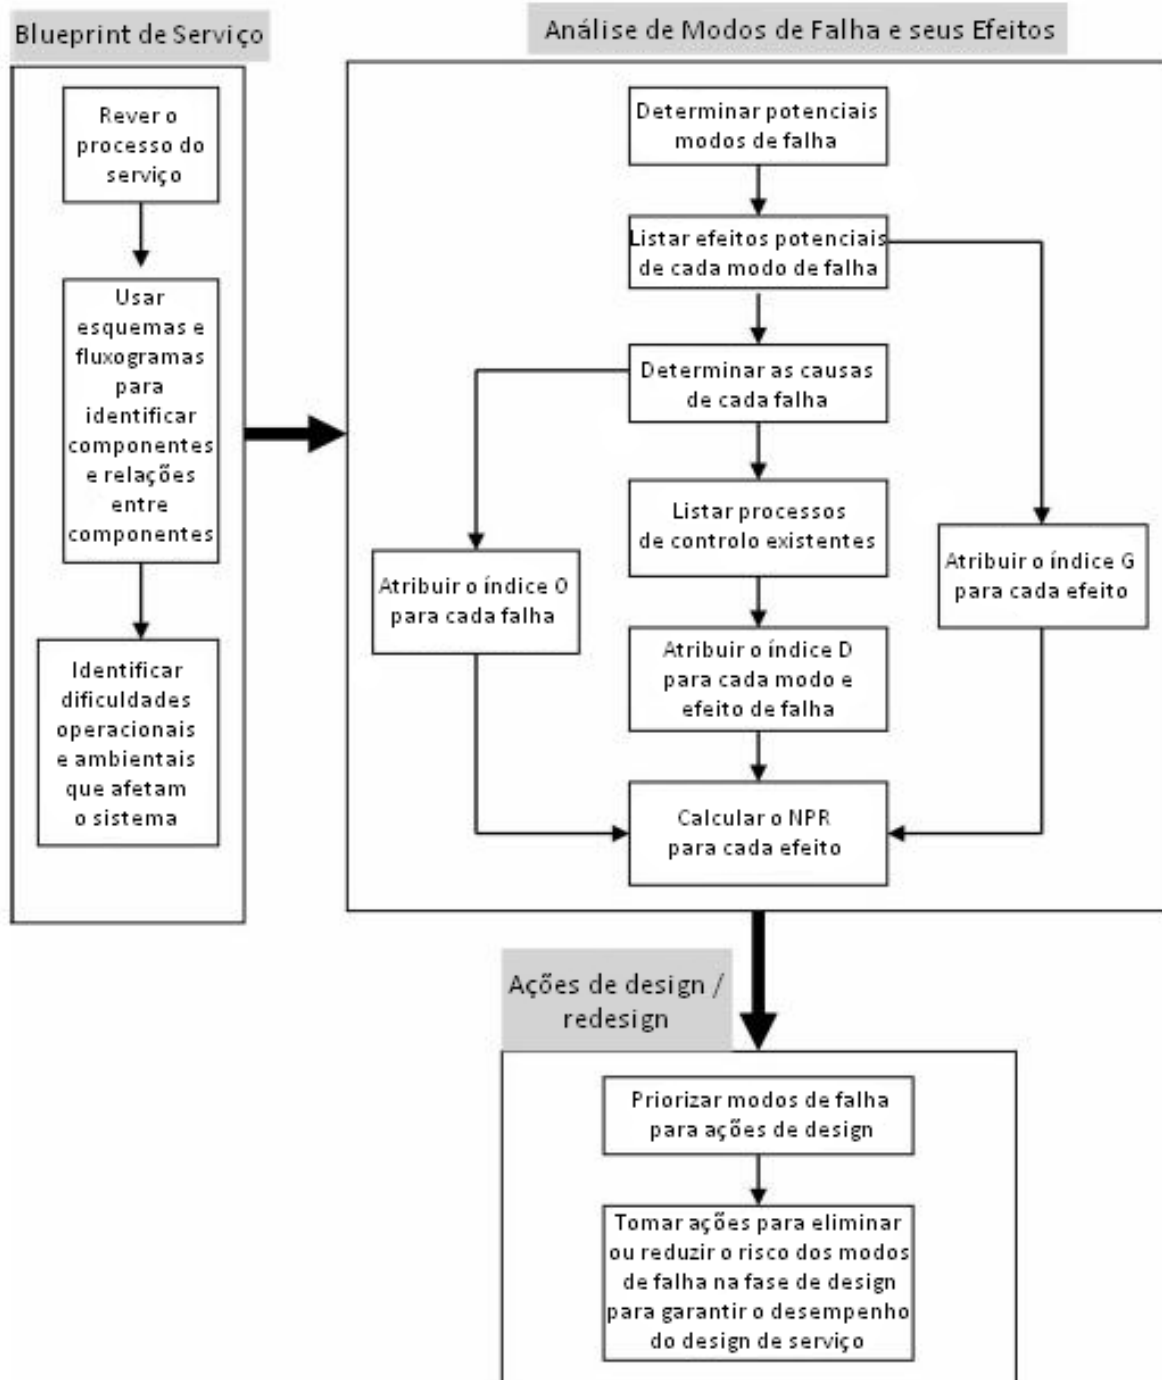 Blueprint de Serviço
Rever o
processo do
serviço
Usar
esquemas e
fluxogramas
para
identificar
componentes
e relações
entre
componentes
Identificar
dificuldades
operacionais
e ambientais
que afetam
o sistema
Análise de Modos de Falha e seus Efeitos
Determinar potenciais
modos de falha
Listar efeitos potenciais
de cada modo de falha
Determinar as causas
de cada falha
Listar processos
de controlo existentes
Atribuir o índice O
para cada falha
Atribuir o índice G
para cada efeito
Atribuir o índice D
para cada modo e
efeito de falha
Calcular o NPR
para cada efeito
Ações de design /
redesign
Priorizar modos de falha
para ações de design
Tomar ações para eliminar
ou reduzir o risco dos modos
de falha na fase de design
para garantir o desempenho
do design de serviço